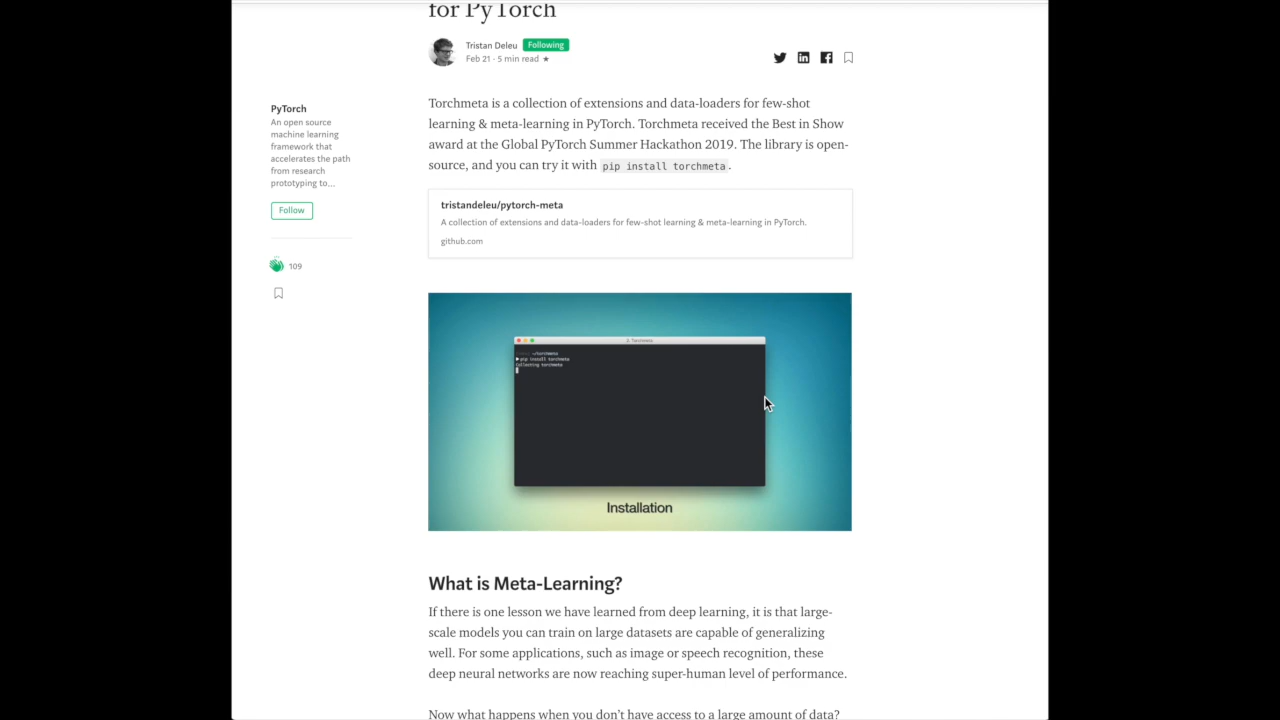 for PyTorch
Tristan Deleu Following
Feb 21 · 5 min read ★
PyTorch
An open source
machine learning
framework that
accelerates the path
from research
prototyping to...
Follow
109
Torchmeta is a collection of extensions and data-loaders for few-shot
learning & meta-learning in PyTorch. Torchmeta received the Best in Show
award at the Global PyTorch Summer Hackathon 2019. The library is open-
source, and you can try it with pip install torchmeta.
tristandeleu/pytorch-meta
A collection of extensions and data-loaders for few-shot learning & meta-learning in PyTorch.
github.com
Torchmeta
~/torchmeta
pip install torchmeta
Collecting torchmeta
Installation
What is Meta-Learning?
If there is one lesson we have learned from deep learning, it is that large-
scale models you can train on large datasets are capable of generalizing
well. For some applications, such as image or speech recognition, these
deep neural networks are now reaching super-human level of performance.
Now what happens when you don't have access to a large amount of data?